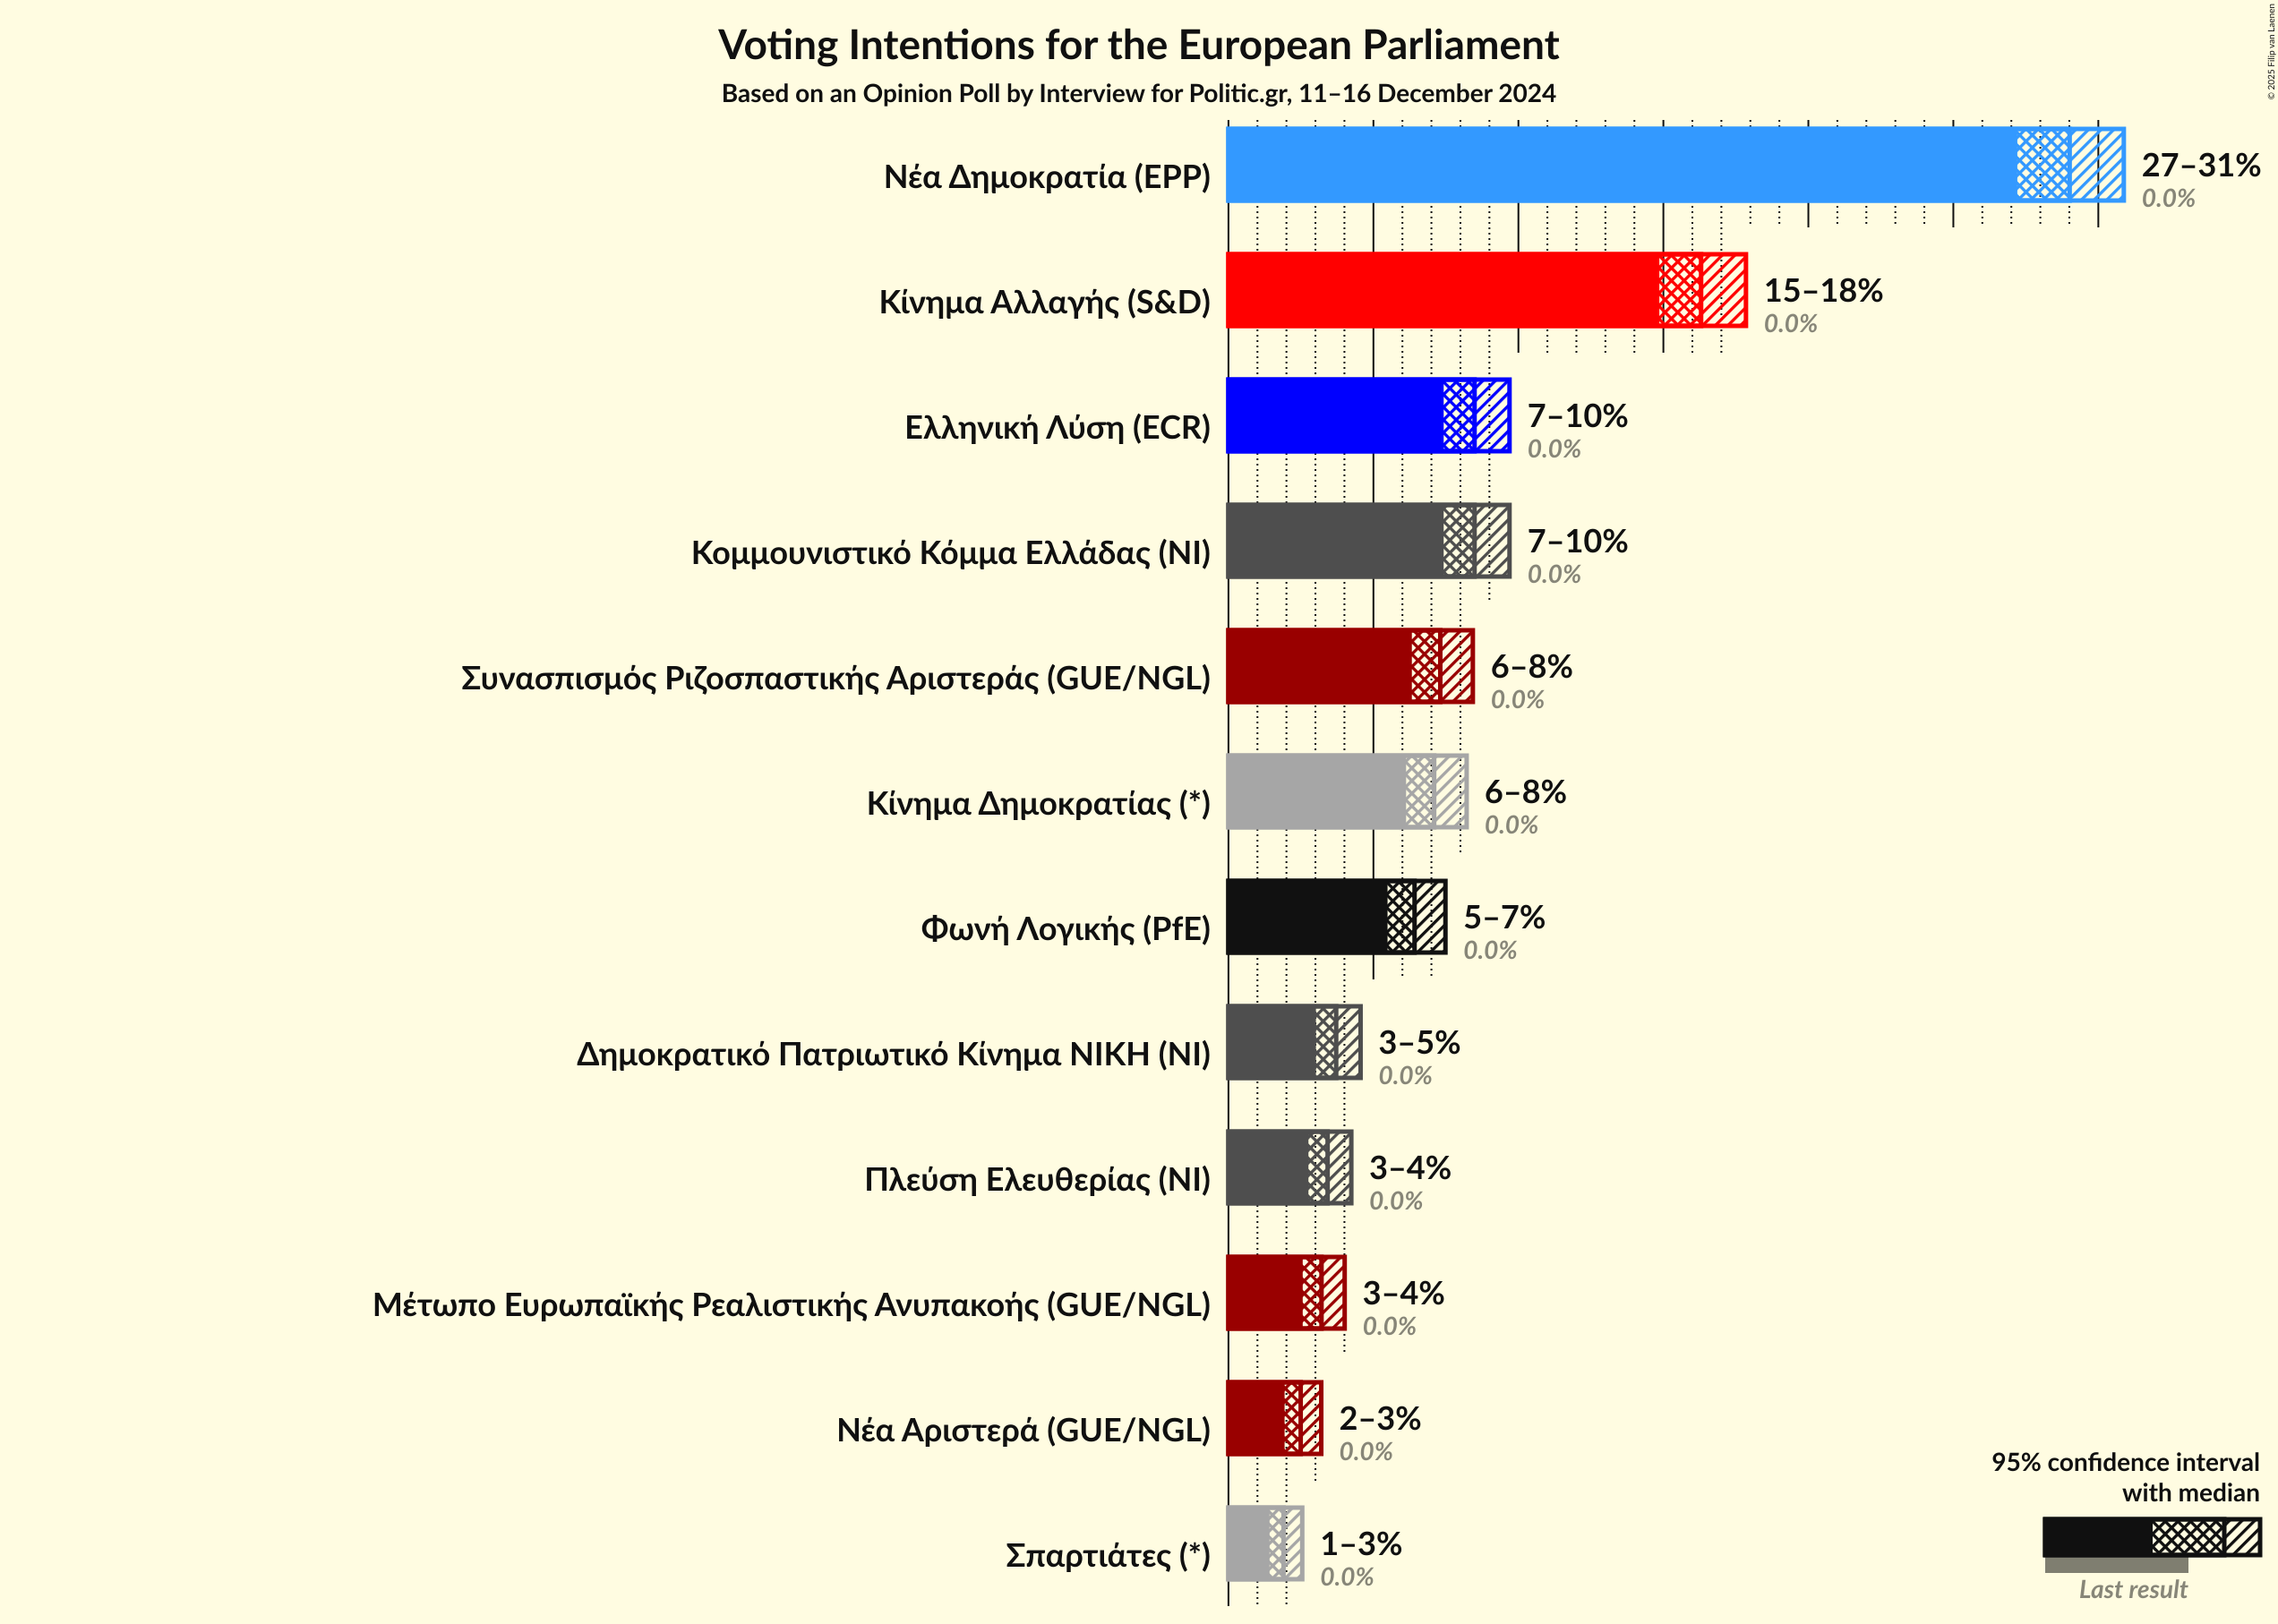 Voting Intentions for the European Parliament
Based on an Opinion Poll by Interview for Politic.gr, 11–16 December 2024
© 2025 Filip van Laenen
Νέα Δημοκρατία (EPP)
27–31%
0.0%
Κίνημα Αλλαγής (S&D)
15–18%
0.0%
Ελληνική Λύση (ECR)
7–10%
0.0%
Κομμουνιστικό Κόμμα Ελλάδας (NI)
7–10%
0.0%
Συνασπισμός Ριζοσπαστικής Αριστεράς (GUE/NGL)
6–8%
0.0%
Κίνημα Δημοκρατίας (*)
6–8%
0.0%
Φωνή Λογικής (PfE)
5–7%
0.0%
Δημοκρατικό Πατριωτικό Κίνημα ΝΙΚΗ (NI)
3–5%
0.0%
Πλεύση Ελευθερίας (NI)
3–4%
0.0%
Μέτωπο Ευρωπαϊκής Ρεαλιστικής Ανυπακοής (GUE/NGL)
3–4%
0.0%
Νέα Αριστερά (GUE/NGL)
2–3%
0.0%
Σπαρτιάτες (*)
1–3%
0.0%
95% confidence interval
with median
Last result